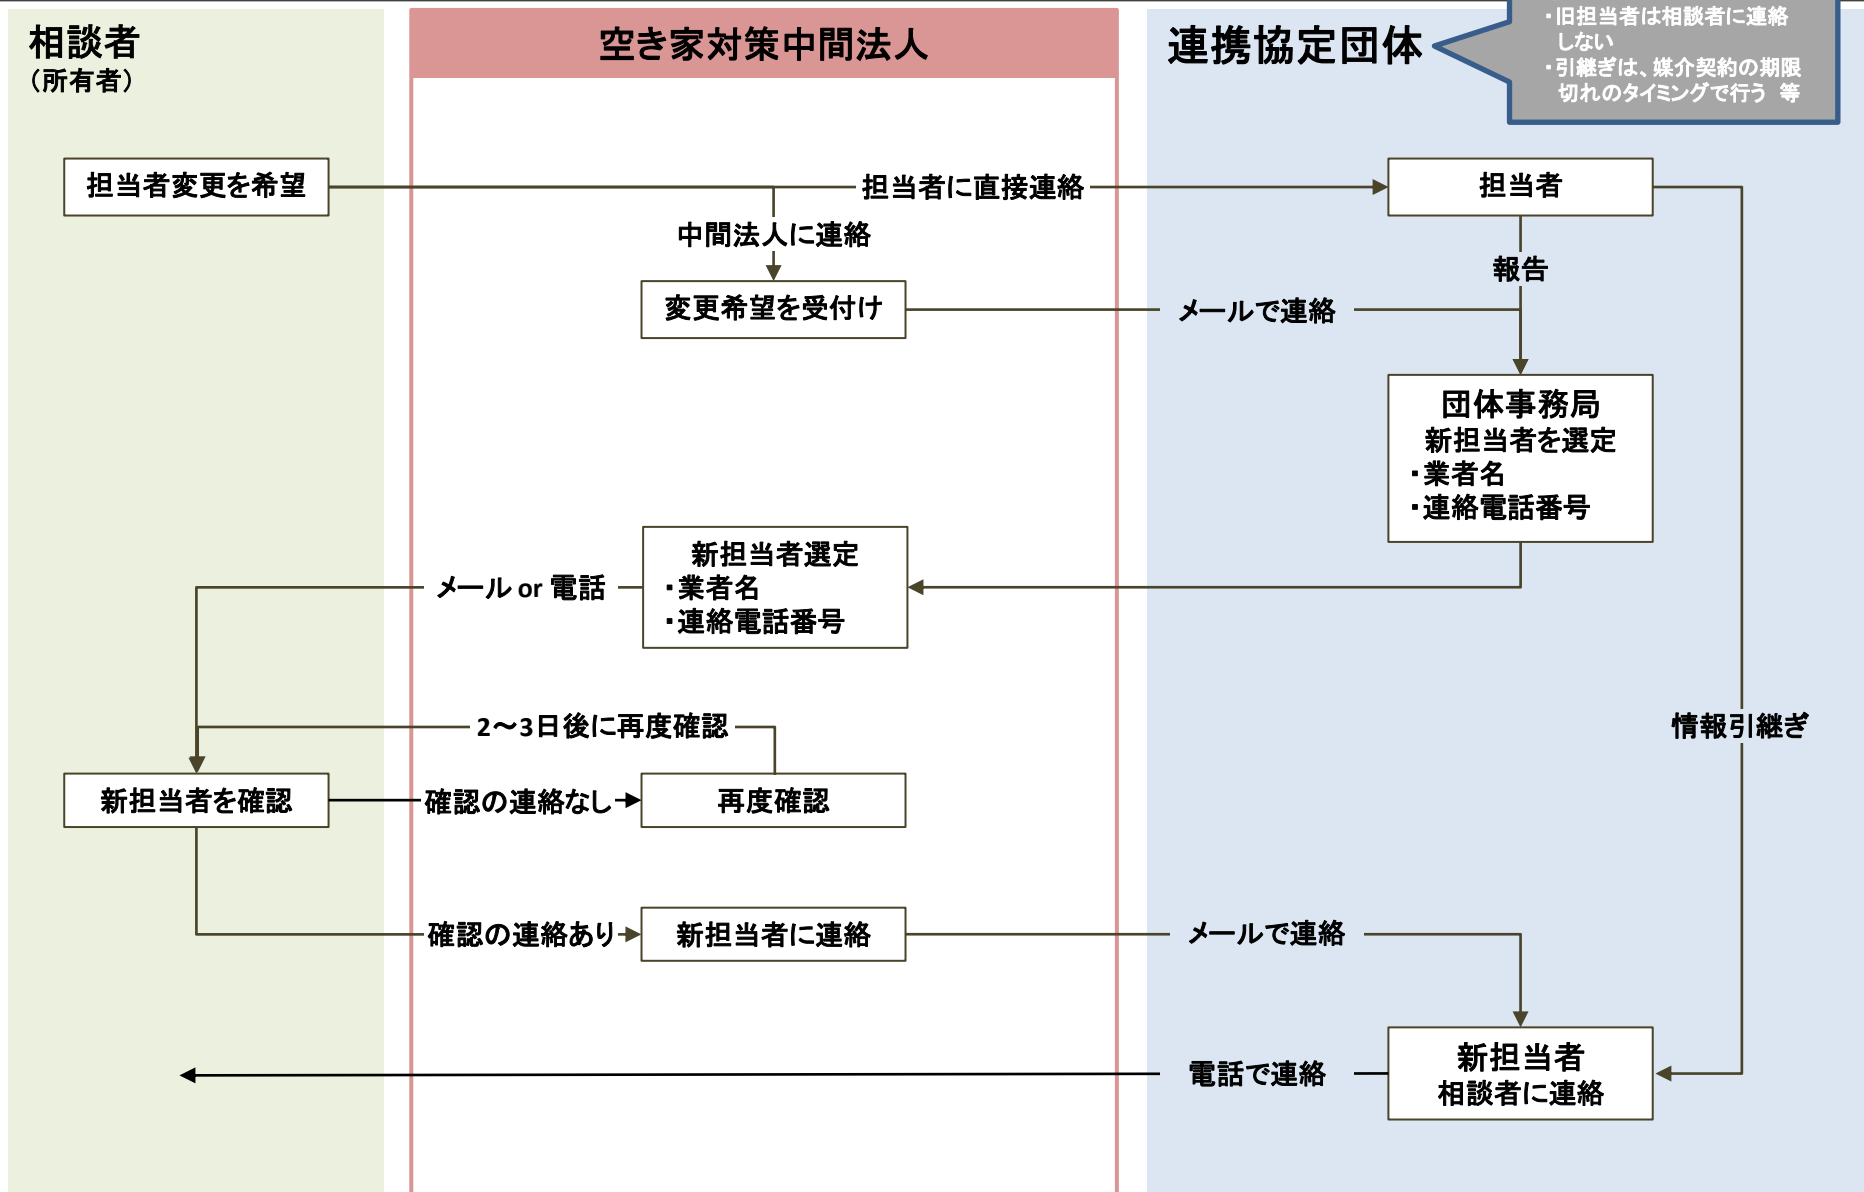 相談者
（所有者）
空き家対策中間法人
連携協定団体
・旧担当者は相談者に連絡
しない
・引継ぎは、媒介契約の期限
切れのタイミングで行う　等
担当者変更を希望
担当者に直接連絡
担当者
中間法人に連絡
報告
変更希望を受付け
メールで連絡
団体事務局
新担当者を選定
・業者名
・連絡電話番号
新担当者選定
・業者名
・連絡電話番号
メール or 電話
2～3日後に再度確認
情報引継ぎ
新担当者を確認
確認の連絡なし
再度確認
確認の連絡あり
新担当者に連絡
メールで連絡
新担当者
相談者に連絡
電話で連絡